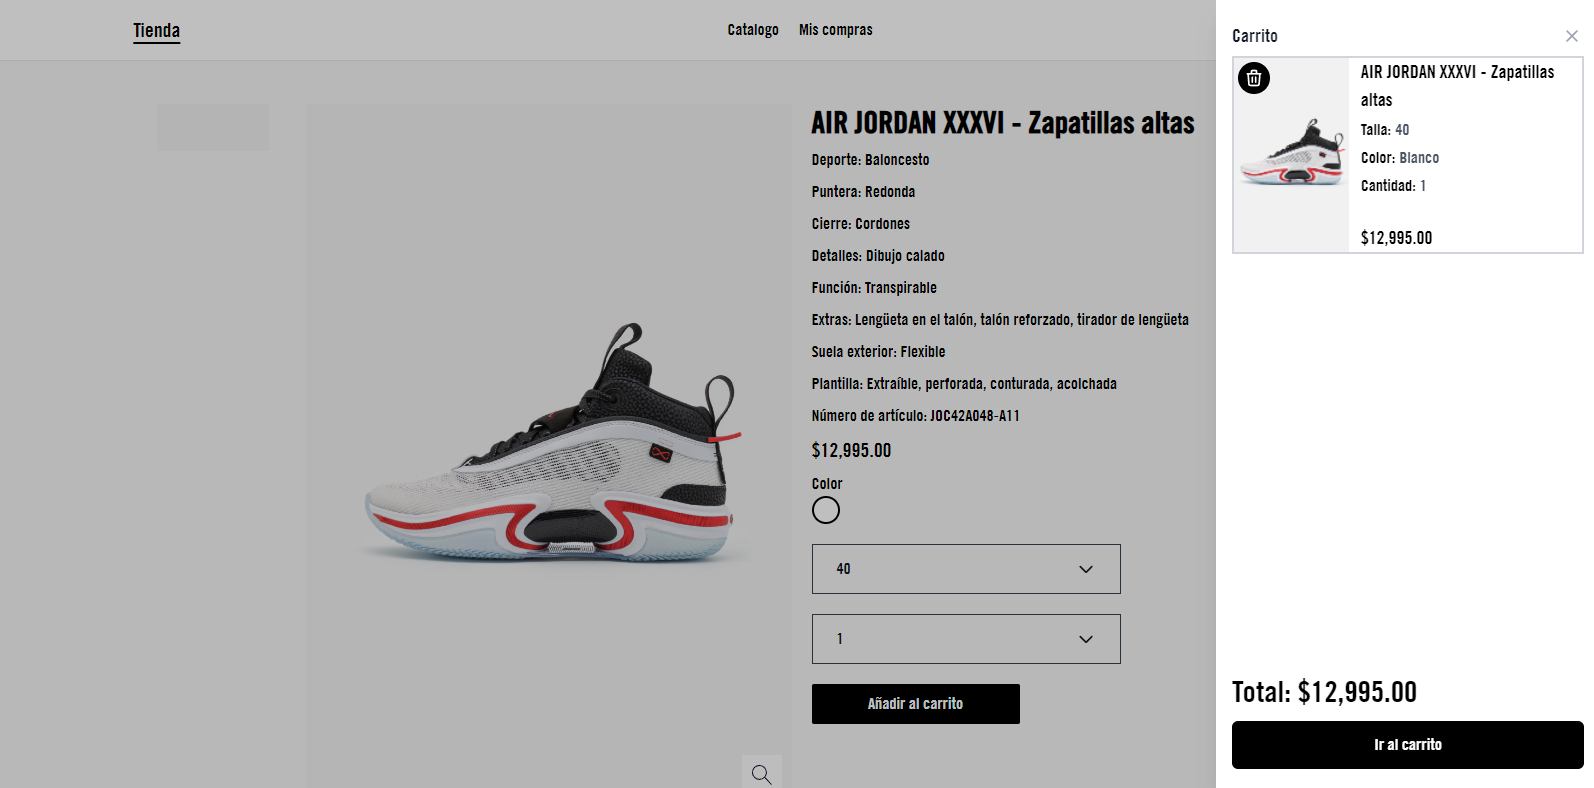 Tienda
Catalogo
Mis compras
AIR JORDAN XXXVI - Zapatillas altas
Deporte: Baloncesto
Puntera: Redonda
Cierre: Cordones
Detalles: Dibujo calado
Función: Transpirable
Extras: Lengüeta en el talón, talón reforzado, tirador de lengüeta
Suela exterior: Flexible
Plantilla: Extraíble, perforada, conturada, acolchada
Número de artículo: JOC42A048-A11
$12,995.00
Color
40
1
Añadir al carrito
Carrito
AIR JORDAN XXXVI - Zapatillas
altas
Talla: 40
Color: Blanco
Cantidad: 1
$12,995.00
Total: $12,995.00
Ir al carrito